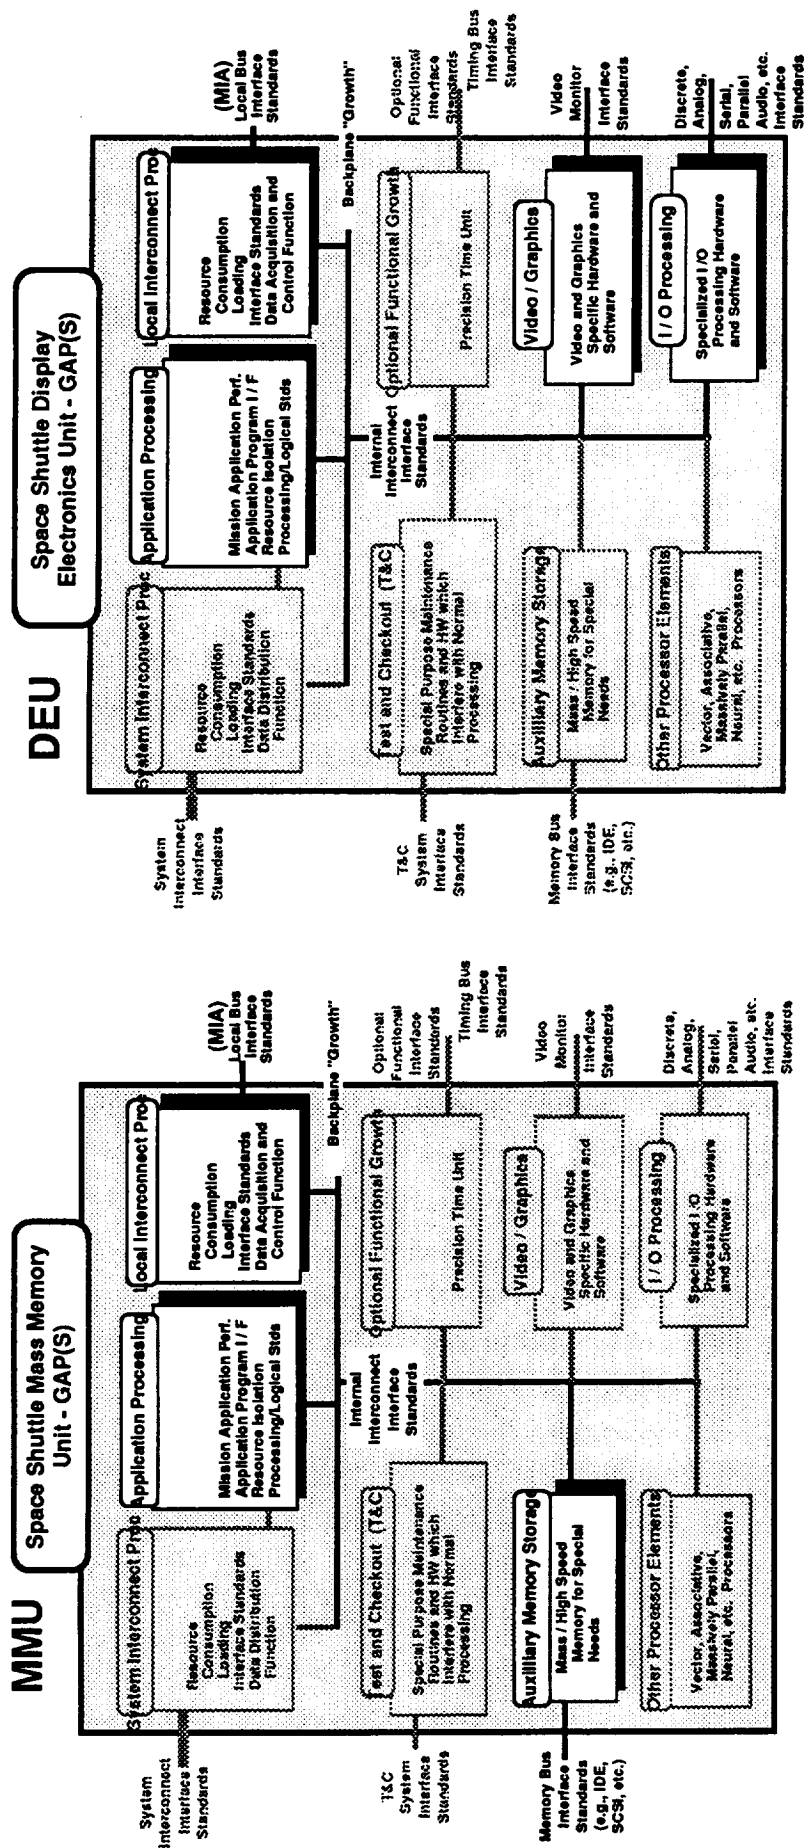 MMU
Space Shuttle Mass Memory
Unit - GAP(S)
System Interconnect Proc
Resource
Consumption
Loading
Interface Standards
Data Distribution
Function
Application Processing
Mission Application Perf.
Application Program I / F
Resource Isolation
Processing/Logical Stds
Local Interconnect Proc
Resource
Consumption
Loading
Interface Standards
Data Acquisition and
Control Function
System
Interconnect
Interface
Standards
(MIA)
Local Bus
Interface
Standards
Backplane "Growth"
Internal
Interconnect
Interface
Standards
Test and Checkout (T&C)
Special Purpose Maintenance
Routines and HW which
Interfere with Normal
Processing
T&C
System
Interface
Standards
Optional Functional Growth
Precision Time Unit
Optional
Functional
Interface
Standards
Timing Bus
Interface
Standards
Auxilliary Memory Storage
Mass / High Speed
Memory for Special
Needs
Memory Bus
Interface
Standards
(e.g., IDE,
SCSI, etc.)
Video / Graphics
Video and Graphics
Specific Hardware and
Software
Video
Monitor
Interface
Standards
Other Processor Elements
Vector, Associative,
Massively Parallel,
Neural, etc. Processors
I / O Processing
Specialized I/O
Processing Hardware
and Software
Discrete,
Analog,
Serial,
Parallel
Audio, etc.
Interface
Standards
DEU
Space Shuttle Display
Electronics Unit - GAP(S)
System Interconnect Proc
Resource
Consumption
Loading
Interface Standards
Data Distribution
Function
Application Processing
Mission Application Perf.
Application Program I / F
Resource Isolation
Processing/Logical Stds
Local Interconnect Proc
Resource
Consumption
Loading
Interface Standards
Data Acquisition and
Control Function
System
Interconnect
Interface
Standards
(MIA)
Local Bus
Interface
Standards
Backplane "Growth"
Internal
Interconnect
Interface
Standards
Test and Checkout (T&C)
Special Purpose Maintenance
Routines and HW which
Interfere with Normal
Processing
T&C
System
Interface
Standards
Optional Functional Growth
Precision Time Unit
Optional
Functional
Interface
Standards
Timing Bus
Interface
Standards
Auxilliary Memory Storage
Mass / High Speed
Memory for Special
Needs
Memory Bus
Interface
Standards
(e.g., IDE,
SCSI, etc.)
Video / Graphics
Video and Graphics
Specific Hardware and
Software
Video
Monitor
Interface
Standards
Other Processor Elements
Vector, Associative,
Massively Parallel,
Neural, etc. Processors
I / O Processing
Specialized I/O
Processing Hardware
and Software
Discrete,
Analog,
Serial,
Parallel
Audio, etc.
Interface
Standards